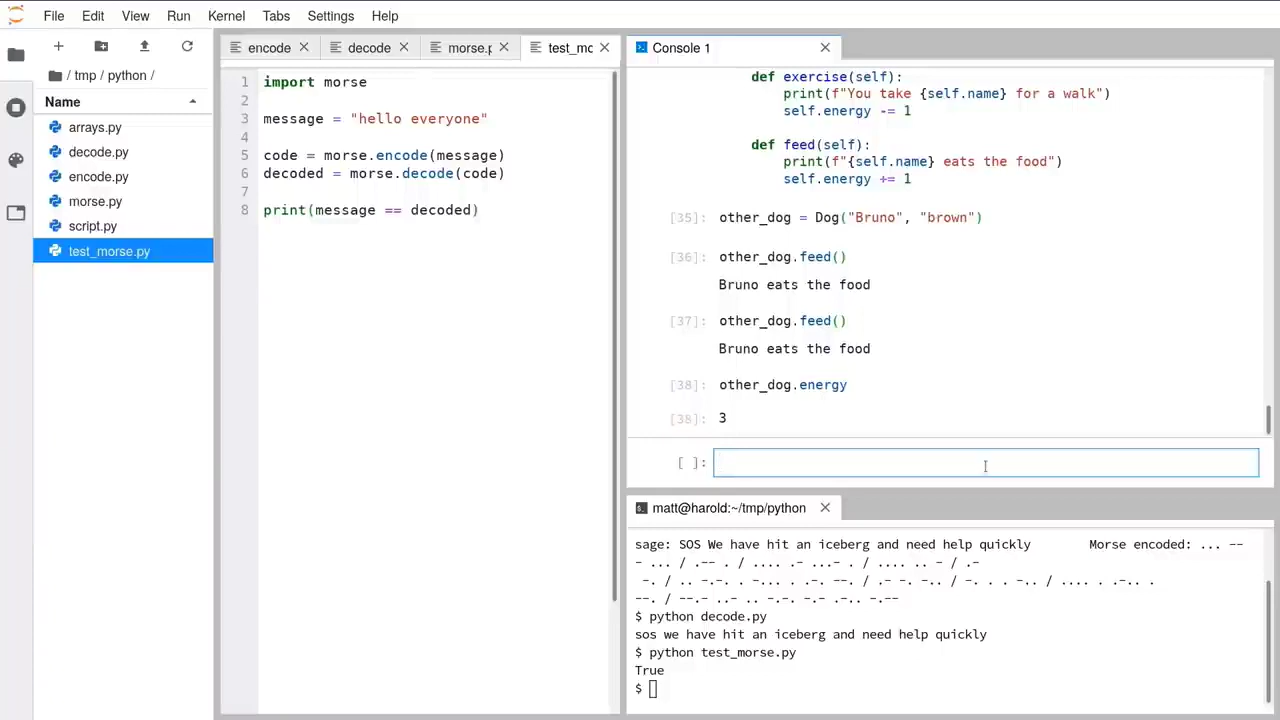 File Edit View Run Kernel Tabs Settings Help
/ tmp / python /
Name
arrays.py
decode.py
encode.py
morse.py
script.py
test_morse.py
encode
decode
morse.p
test_mo
1 import morse
2
3 message = "hello everyone"
4
5 code = morse.encode(message)
6 decoded = morse.decode(code)
7
8 print(message == decoded)
Console 1
def exercise(self):
print(f"You take {self.name} for a walk")
self.energy -= 1
def feed(self):
print(f"{self.name} eats the food")
self.energy += 1
[35]: other_dog = Dog("Bruno", "brown")
[36]: other_dog.feed()
Bruno eats the food
[37]: other_dog.feed()
Bruno eats the food
[38]: other_dog.energy
[38]: 3
[ ]:
matt@harold:~/tmp/python
sage: SOS We have hit an iceberg and need help quickly Morse encoded: ... --
- ... / .-- . / .... .- ...- . / .... .. - / .-
-. / .. -.-. . -... . .-. --. / .- -. -.. / -. . . -.. / .... . .-.. .
--. / --.- ..- .. -.-. -.- .-.. -.--
$ python decode.py
sos we have hit an iceberg and need help quickly
$ python test_morse.py
True
$